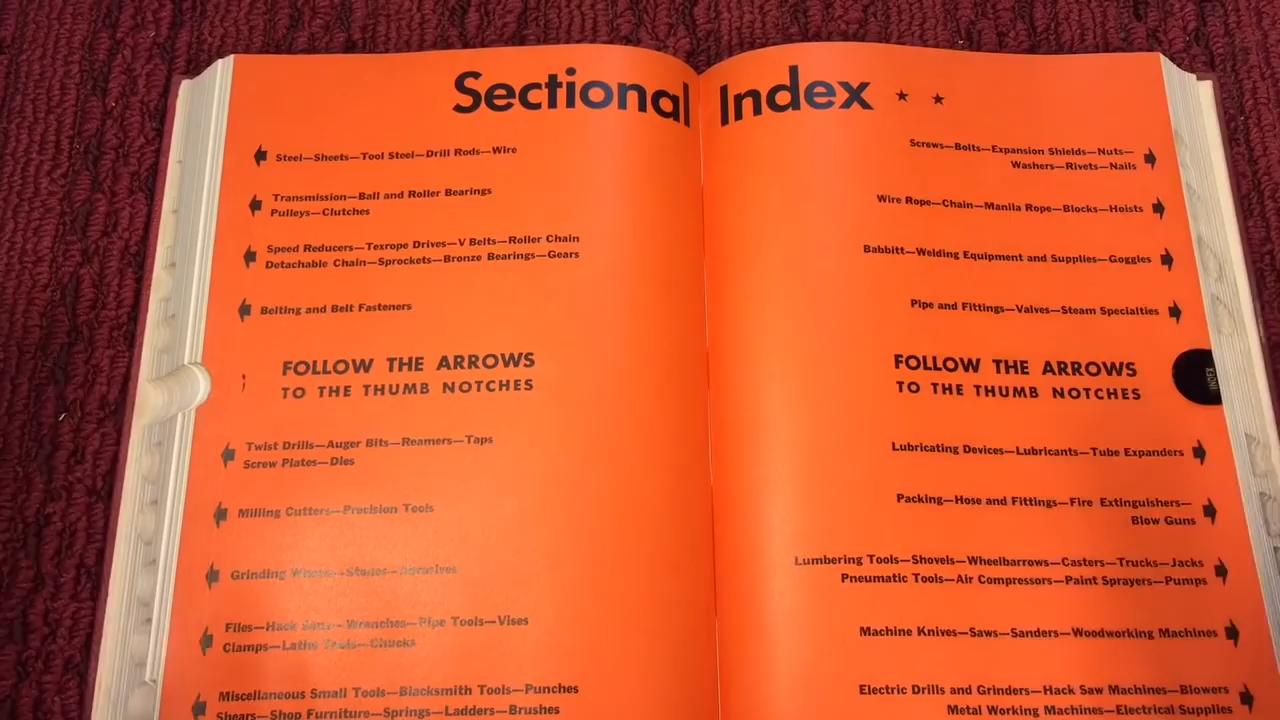 Sectional Index ★ ★
Steel—Sheets—Tool Steel—Drill Rods—Wire
Transmission—Ball and Roller Bearings
Pulleys—Clutches
Speed Reducers—Texrope Drives—V Belts—Roller Chain
Detachable Chain—Sprockets—Bronze Bearings—Gears
Belting and Belt Fasteners
FOLLOW THE ARROWS
TO THE THUMB NOTCHES
Twist Drills—Auger Bits—Reamers—Taps
Screw Plates—Dies
Milling Cutters—Precision Tools
Grinding Wheels—Stones—Abrasives
Files—Hack Saws—Wrenches—Pipe Tools—Vises
Clamps—Lathe Tools—Chucks
Miscellaneous Small Tools—Blacksmith Tools—Punches
Shears—Shop Furniture—Springs—Ladders—Brushes
Screws—Bolts—Expansion Shields—Nuts—
Washers—Rivets—Nails
Wire Rope—Chain—Manila Rope—Blocks—Hoists
Babbitt—Welding Equipment and Supplies—Goggles
Pipe and Fittings—Valves—Steam Specialties
FOLLOW THE ARROWS
TO THE THUMB NOTCHES
INDEX
Lubricating Devices—Lubricants—Tube Expanders
Packing—Hose and Fittings—Fire Extinguishers—
Blow Guns
Lumbering Tools—Shovels—Wheelbarrows—Casters—Trucks—Jacks
Pneumatic Tools—Air Compressors—Paint Sprayers—Pumps
Machine Knives—Saws—Sanders—Woodworking Machines
Electric Drills and Grinders—Hack Saw Machines—Blowers
Metal Working Machines—Electrical Supplies